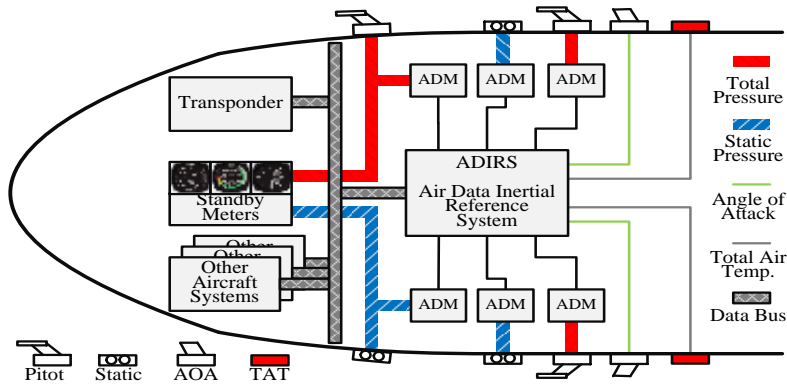 Transponder
Standby
Meters
Other
Other
Other
Aircraft
Systems
ADM
ADM
ADM
ADIRS
Air Data Inertial
Reference
System
ADM
ADM
ADM
Total
Pressure
Static
Pressure
Angle of
Attack
Total Air
Temp.
Data Bus
Pitot
Static
AOA
TAT